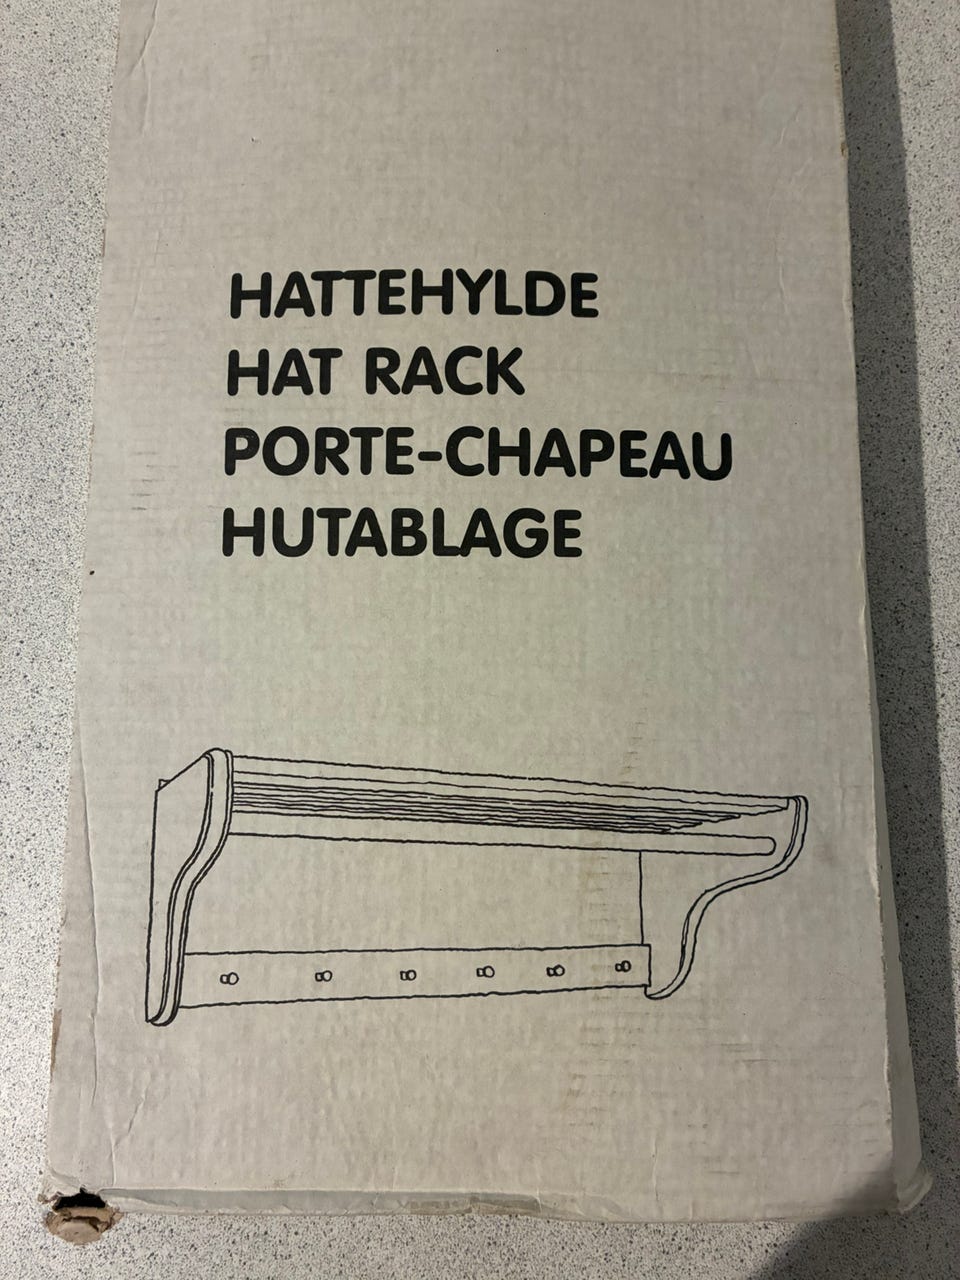 HATTEHYLDE
HAT RACK
PORTE-CHAPEAU
HUTABLAGE